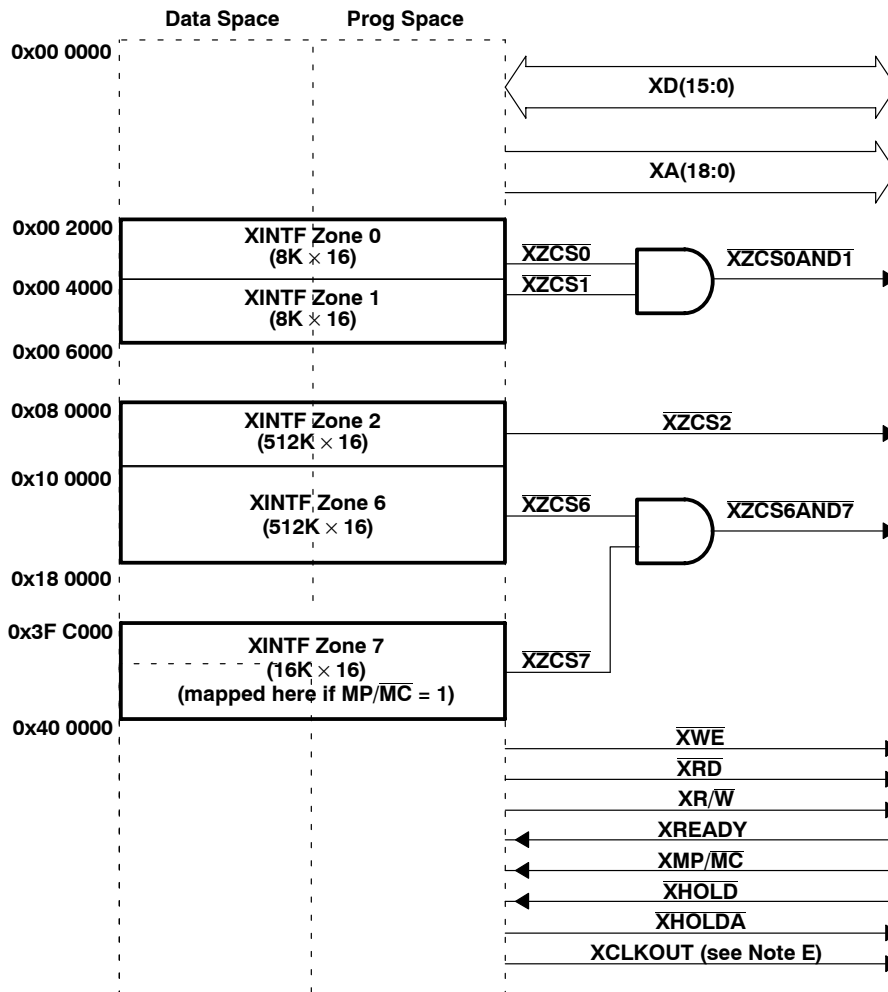 Data Space Prog Space
0x00 0000
XD(15:0)
XA(18:0)
0x00 2000
XINTF Zone 0
(8K × 16)
XZCS0
XZCS0AND1
0x00 4000
XZCS1
XINTF Zone 1
(8K × 16)
0x00 6000
0x08 0000
XINTF Zone 2
(512K × 16)
XZCS2
0x10 0000
XINTF Zone 6
(512K × 16)
XZCS6
XZCS6AND7
0x18 0000
0x3F C000
XINTF Zone 7
(16K × 16)
(mapped here if MP/MC = 1)
XZCS7
0x40 0000
XWE
XRD
XR/W
XREADY
XMP/MC
XHOLD
XHOLDA
XCLKOUT (see Note E)